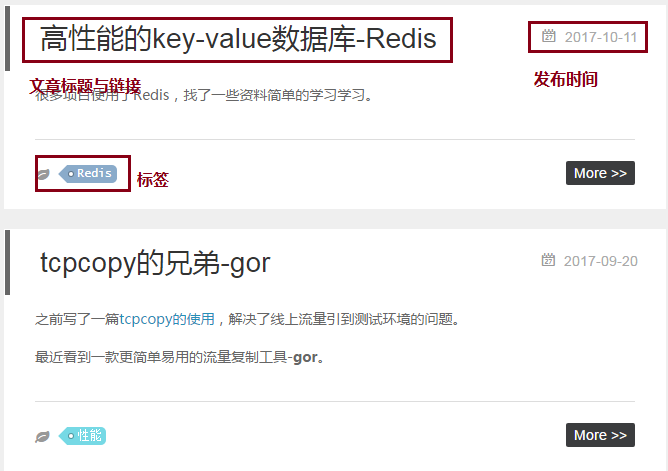 高性能的key-value数据库-Redis
2017-10-11
文章标题与链接
发布时间
很多项目使用了Redis，找了一些资料简单的学习学习。
Redis
标签
More >>
tcpcopy的兄弟-gor
2017-09-20
之前写了一篇tcpcopy的使用，解决了线上流量引到测试环境的问题。
最近看到一款更简单易用的流量复制工具-gor。
性能
More >>